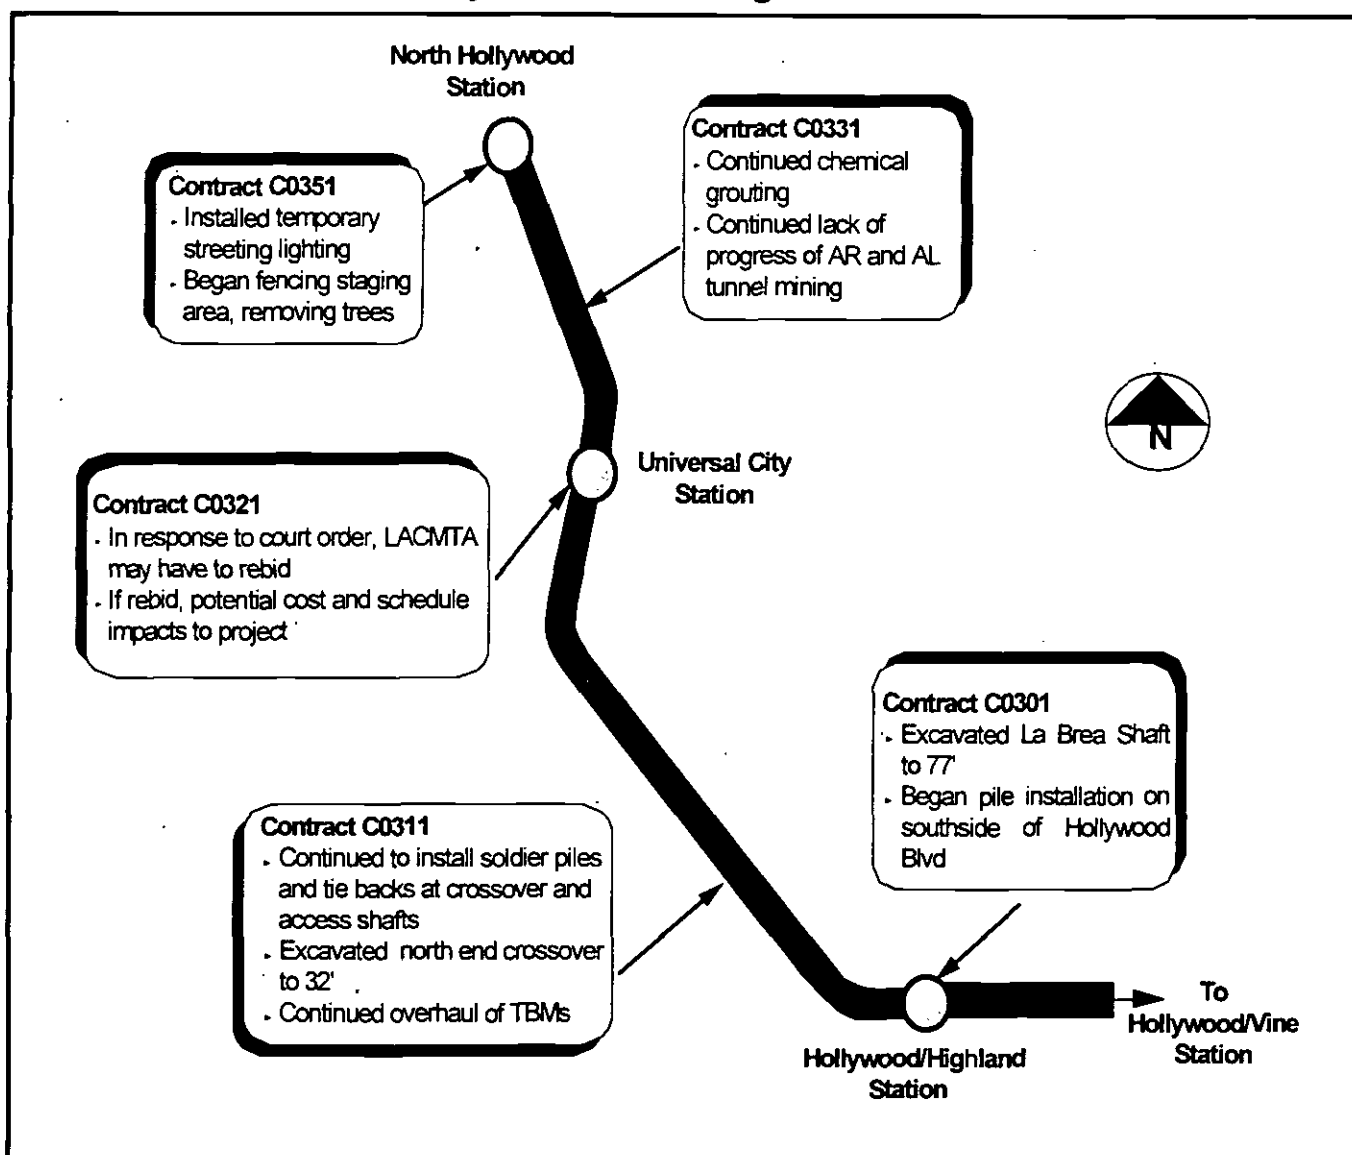 North Hollywood
Station
Contract C0351
. Installed temporary
streeting lighting
. Began fencing staging
area, removing trees
Contract C0331
. Continued chemical
grouting
. Continued lack of
progress of AR and AL
tunnel mining
N
Universal City
Station
Contract C0321
. In response to court order, LACMTA
may have to rebid
. If rebid, potential cost and schedule
impacts to project
Contract C0301
. Excavated La Brea Shaft
to 77'
. Began pile installation on
southside of Hollywood
Blvd
Contract C0311
. Continued to install soldier piles
and tie backs at crossover and
access shafts
. Excavated north end crossover
to 32'
. Continued overhaul of TBMs
To
Hollywood/Vine
Station
Hollywood/Highland
Station